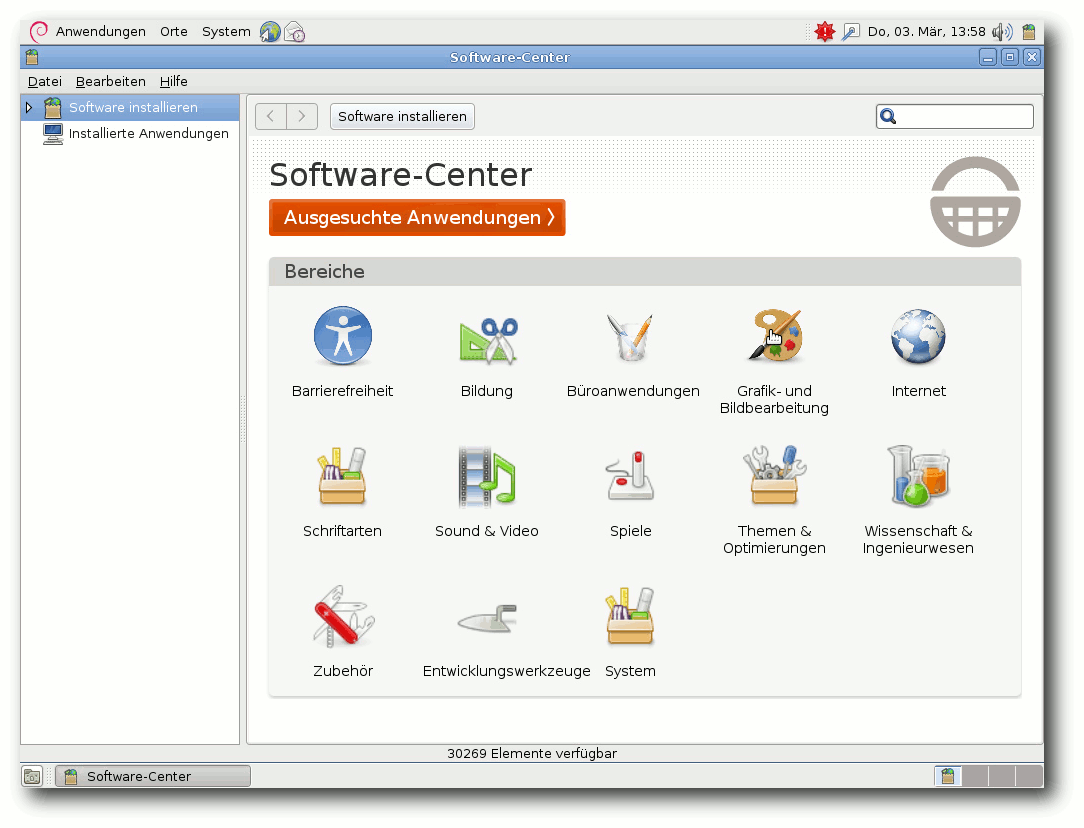 Anwendungen Orte System Do, 03. Mär, 13:58
Software-Center
Datei Bearbeiten Hilfe
Software installieren
Installierte Anwendungen
Software installieren
Software-Center
Ausgesuchte Anwendungen ⟩
Bereiche
Barrierefreiheit
Bildung
Büroanwendungen
Grafik- und
Bildbearbeitung
Internet
Schriftarten
Sound & Video
Spiele
Themen &
Optimierungen
Wissenschaft &
Ingenieurwesen
Zubehör
Entwicklungswerkzeuge
System
30269 Elemente verfügbar
Software-Center